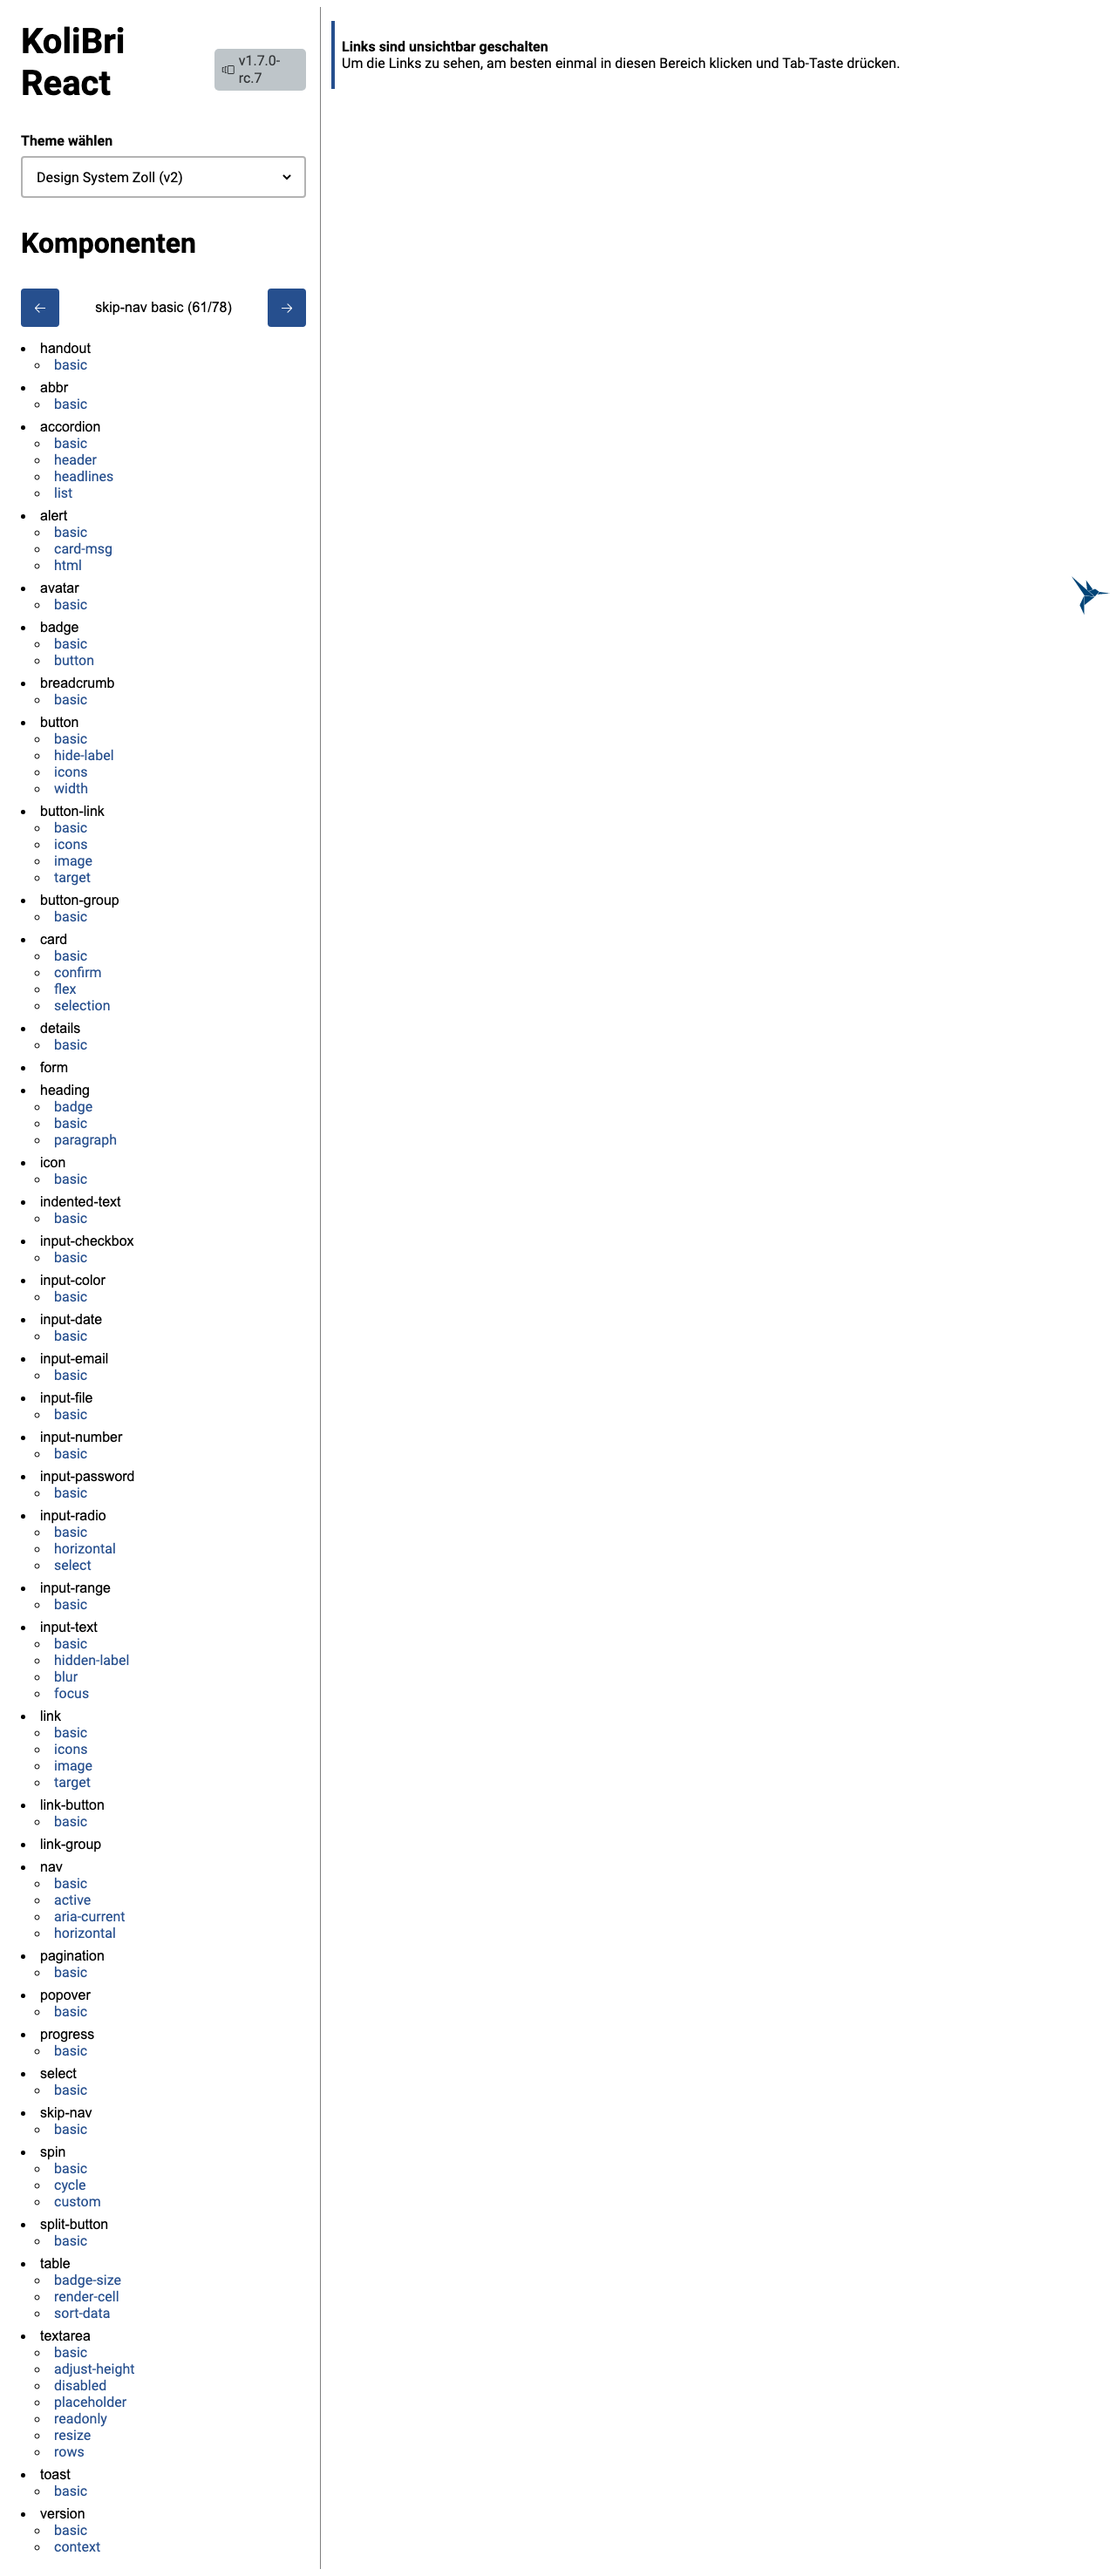 KoliBri
React
v1.7.0-
rc.7
Theme wählen
Design System Zoll (v2)
Komponenten
skip-nav basic (61/78)
handout
basic
abbr
basic
accordion
basic
header
headlines
list
alert
basic
card-msg
html
avatar
basic
badge
basic
button
breadcrumb
basic
button
basic
hide-label
icons
width
button-link
basic
icons
image
target
button-group
basic
card
basic
confirm
flex
selection
details
basic
form
heading
badge
basic
paragraph
icon
basic
indented-text
basic
input-checkbox
basic
input-color
basic
input-date
basic
input-email
basic
input-file
basic
input-number
basic
input-password
basic
input-radio
basic
horizontal
select
input-range
basic
input-text
basic
hidden-label
blur
focus
link
basic
icons
image
target
link-button
basic
link-group
nav
basic
active
aria-current
horizontal
pagination
basic
popover
basic
progress
basic
select
basic
skip-nav
basic
spin
basic
cycle
custom
split-button
basic
table
badge-size
render-cell
sort-data
textarea
basic
adjust-height
disabled
placeholder
readonly
resize
rows
toast
basic
version
basic
context
Links sind unsichtbar geschalten
Um die Links zu sehen, am besten einmal in diesen Bereich klicken und Tab-Taste drücken.